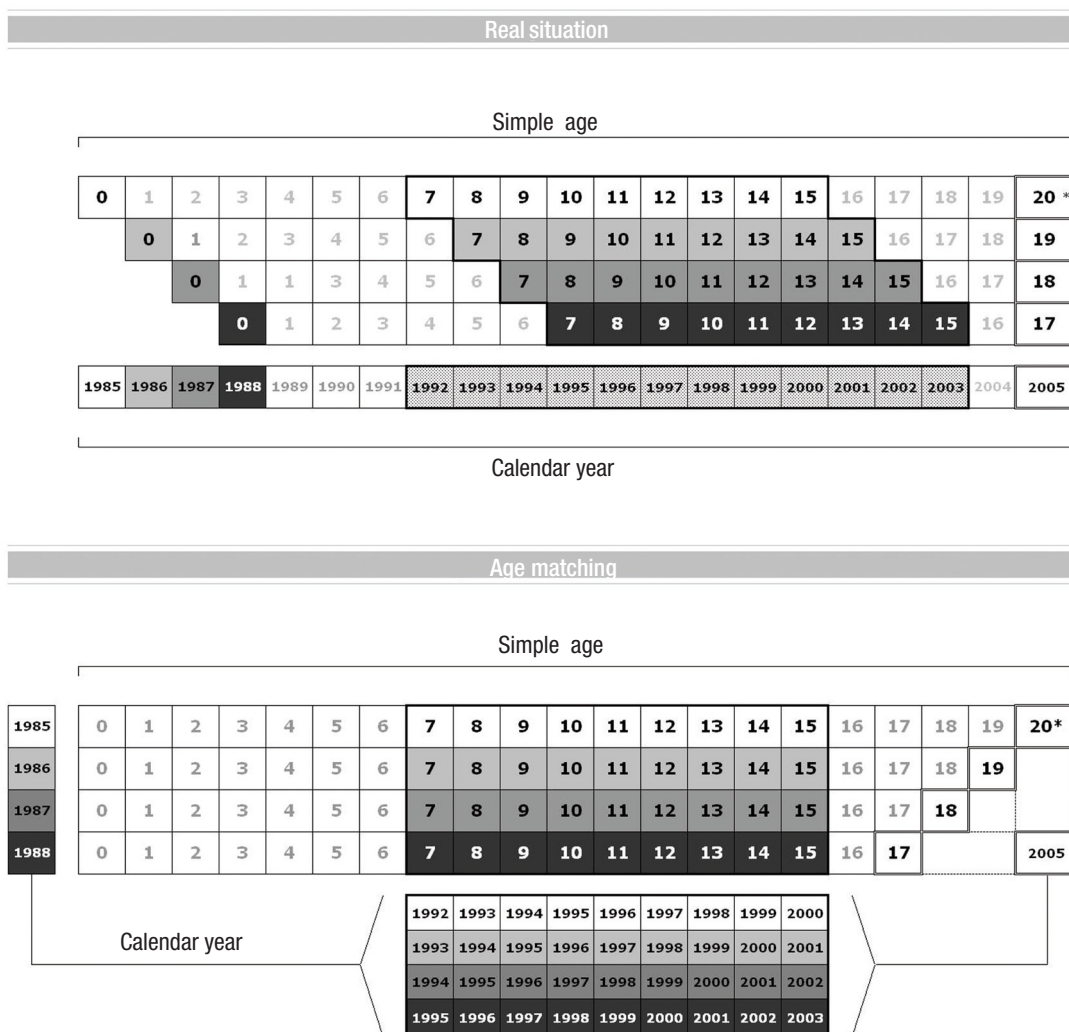 Real situation
Simple age
0 1 2 3 4 5 6 7 8 9 10 11 12 13 14 15 16 17 18 19 20 *
0 1 2 3 4 5 6 7 8 9 10 11 12 13 14 15 16 17 18 19
0 1 1 3 4 5 6 7 8 9 10 11 12 13 14 15 16 17 18
0 1 2 3 4 5 6 7 8 9 10 11 12 13 14 15 16 17
1985 1986 1987 1988 1989 1990 1991 1992 1993 1994 1995 1996 1997 1998 1999 2000 2001 2002 2003 2004 2005
Calendar year
Age matching
Simple age
1985 0 1 2 3 4 5 6 7 8 9 10 11 12 13 14 15 16 17 18 19 20*
1986 0 1 2 3 4 5 6 7 8 9 10 11 12 13 14 15 16 17 18 19
1987 0 1 2 3 4 5 6 7 8 9 10 11 12 13 14 15 16 17 18
1988 0 1 2 3 4 5 6 7 8 9 10 11 12 13 14 15 16 17 2005
1992 1993 1994 1995 1996 1997 1998 1999 2000
Calendar year
1993 1994 1995 1996 1997 1998 1999 2000 2001
1994 1995 1996 1997 1998 1999 2000 2001 2002
1995 1996 1997 1998 1999 2000 2001 2002 2003